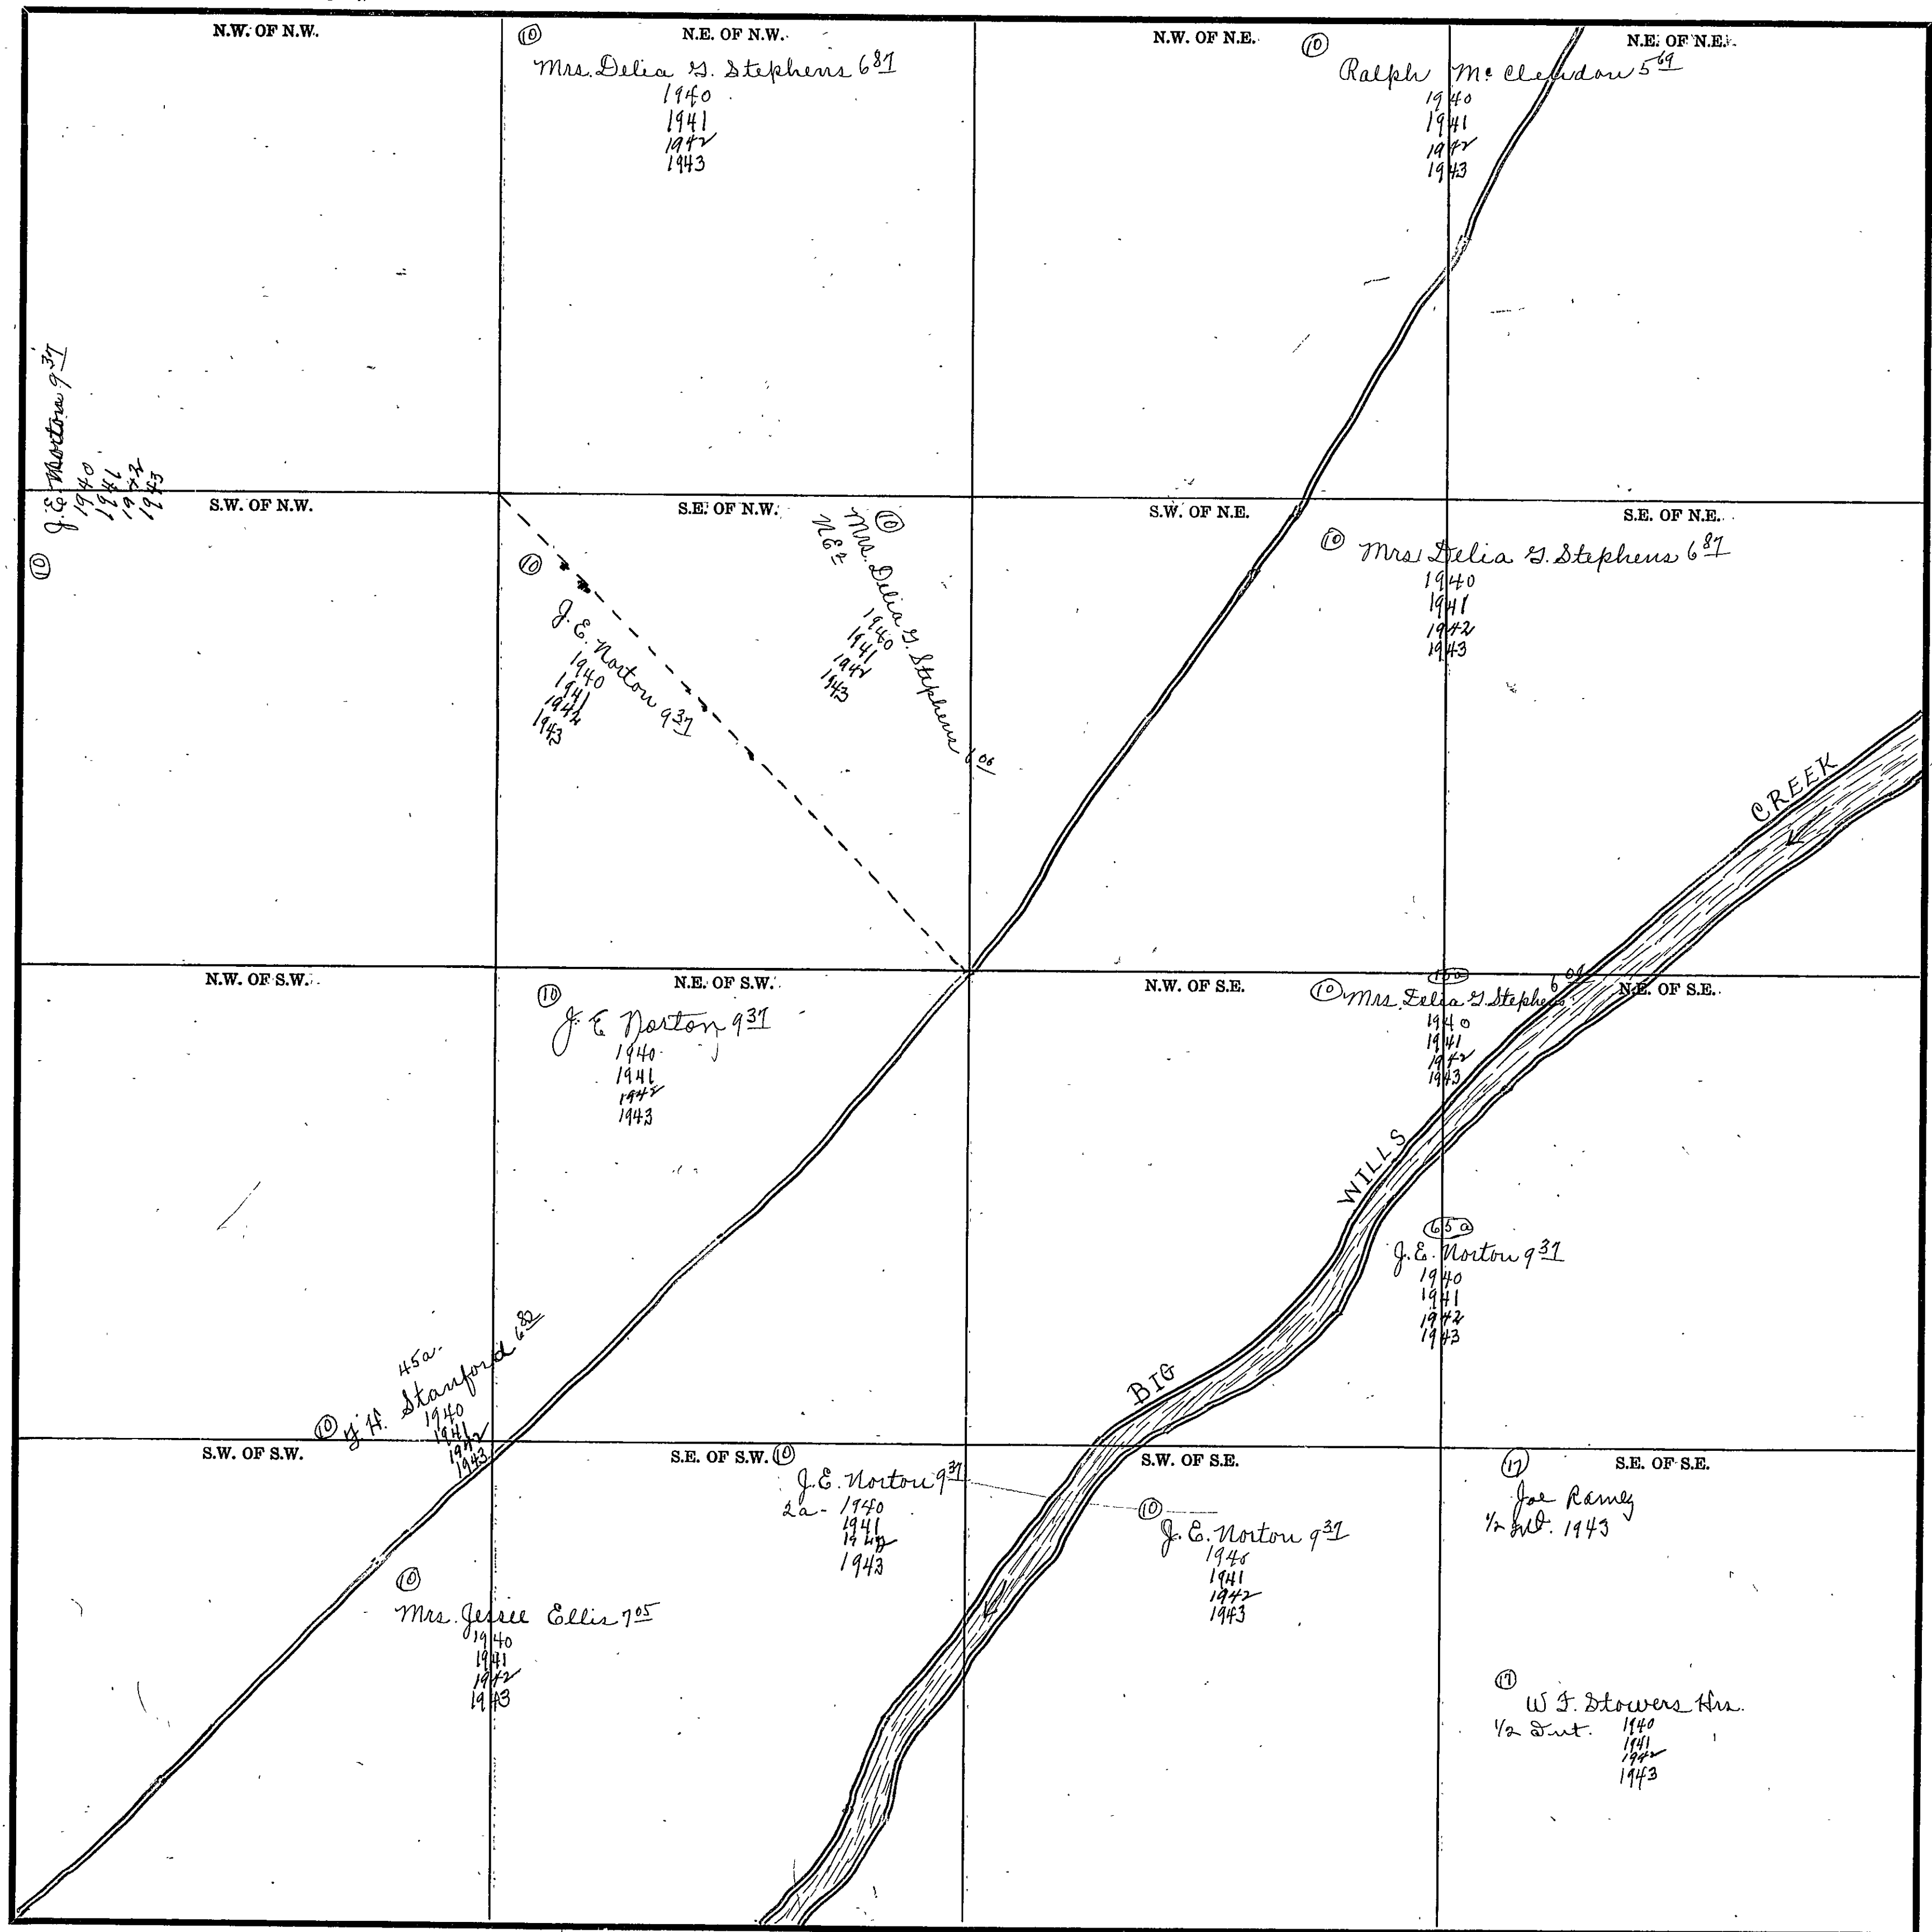 N.W. OF N.W.
N.E. OF N.W.
N.W. OF N.E.
N.E. OF N.E.
⑩
Mrs. Delia G. Stephens 6 87
1940
1941
1942
1943
⑩
Ralph McClendon 5 69
1940
1941
1942
1943
⑩
J.E. Norton 9 37
1940
1941
1942
1943
S.W. OF N.W.
S.E. OF N.W.
S.W. OF N.E.
S.E. OF N.E.
⑩
J.E. Norton 9 37
1940
1941
1942
1943
⑩
Mrs. Delia G. Stephens 6 06
1940
1941
1942
1943
⑩ Mrs Delia G. Stephens 6 87
1940
1941
1942
1943
CREEK
N.W. OF S.W.
N.E. OF S.W.
N.W. OF S.E.
N.E. OF S.E.
⑩
J. E Norton 9 37
1940
1941
1942
1943
15a
⑩ Mrs. Delia G. Stephens
1940
1941
1942
1943
WILLS
65a
J.E. Norton 9 37
1940
1941
1942
1943
BIG
45a-
⑩ Stanford 6 82
1940
1941
1942
1943
S.W. OF S.W.
S.E. OF S.W.
S.W. OF S.E.
S.E. OF S.E.
⑩
J.E. Norton 9 37
2a- 1940
1941
1942
1943
⑩
J.E. Norton 9 37
1940
1941
1942
1943
⑰
Joe Ramey
1/2 Int. 1943
⑩
Mrs. Jessee Ellis 7 05
1940
1941
1942
1943
⑰
W F. Stowers Hrs.
1/2 Int. 1940
1941
1942
1943